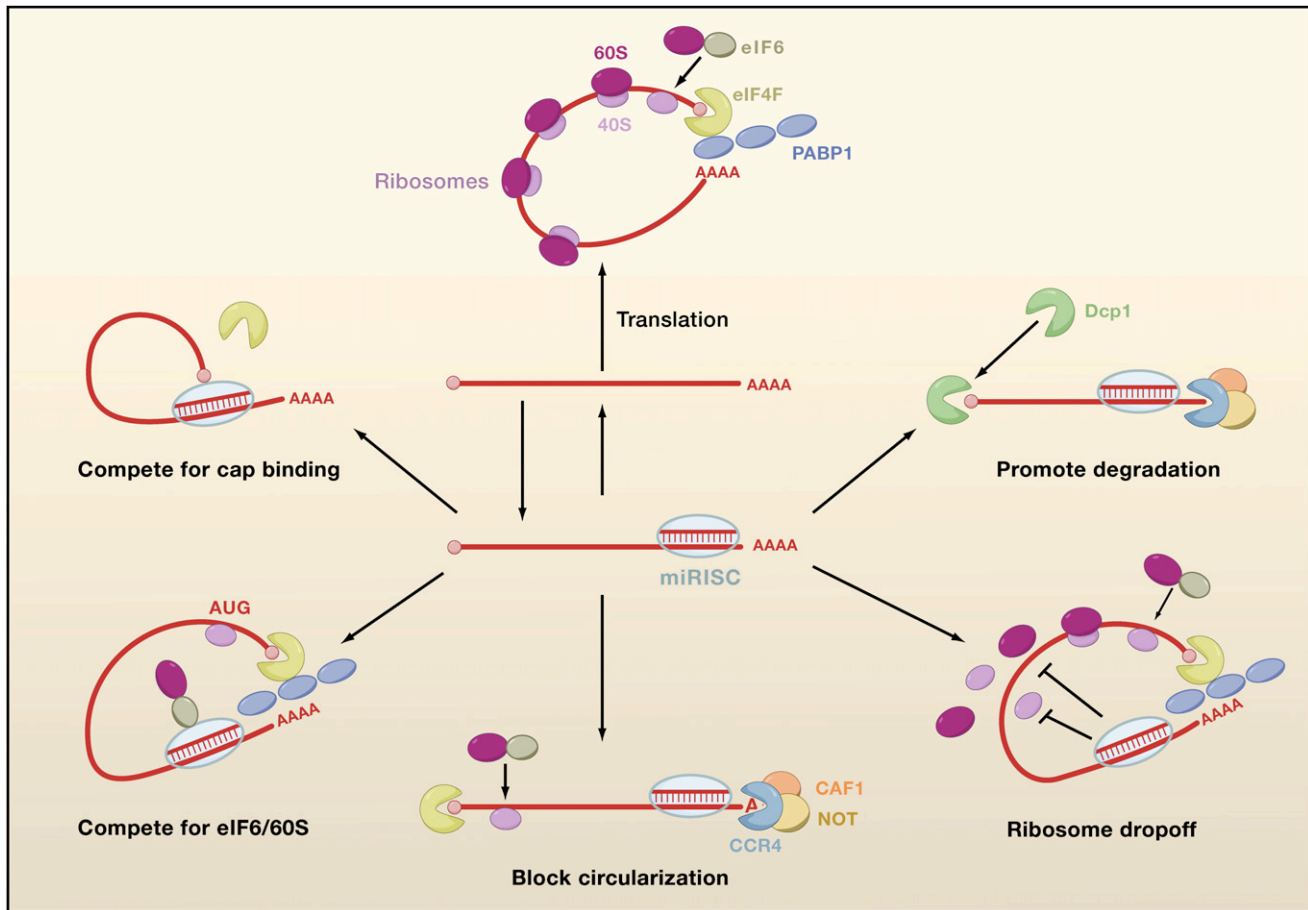 60S
eIF6
eIF4F
40S
PABP1
AAAA
Ribosomes
Translation
Dcp1
AAAA
AAAA
Compete for cap binding
Promote degradation
AAAA
miRISC
AUG
AAAA
AAAA
Compete for eIF6/60S
A
CAF1
NOT
CCR4
Block circularization
Ribosome dropoff